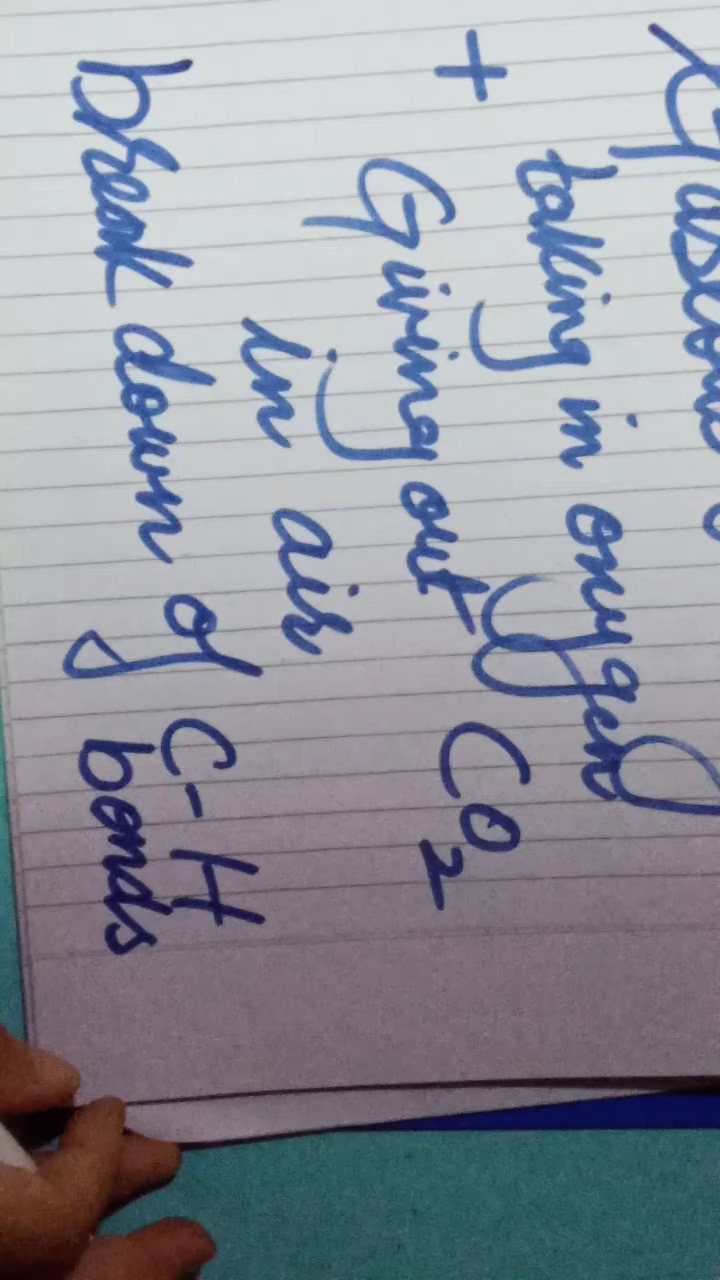 + taking in oxygen
Giving out CO2
in air
break down of C-H
bonds